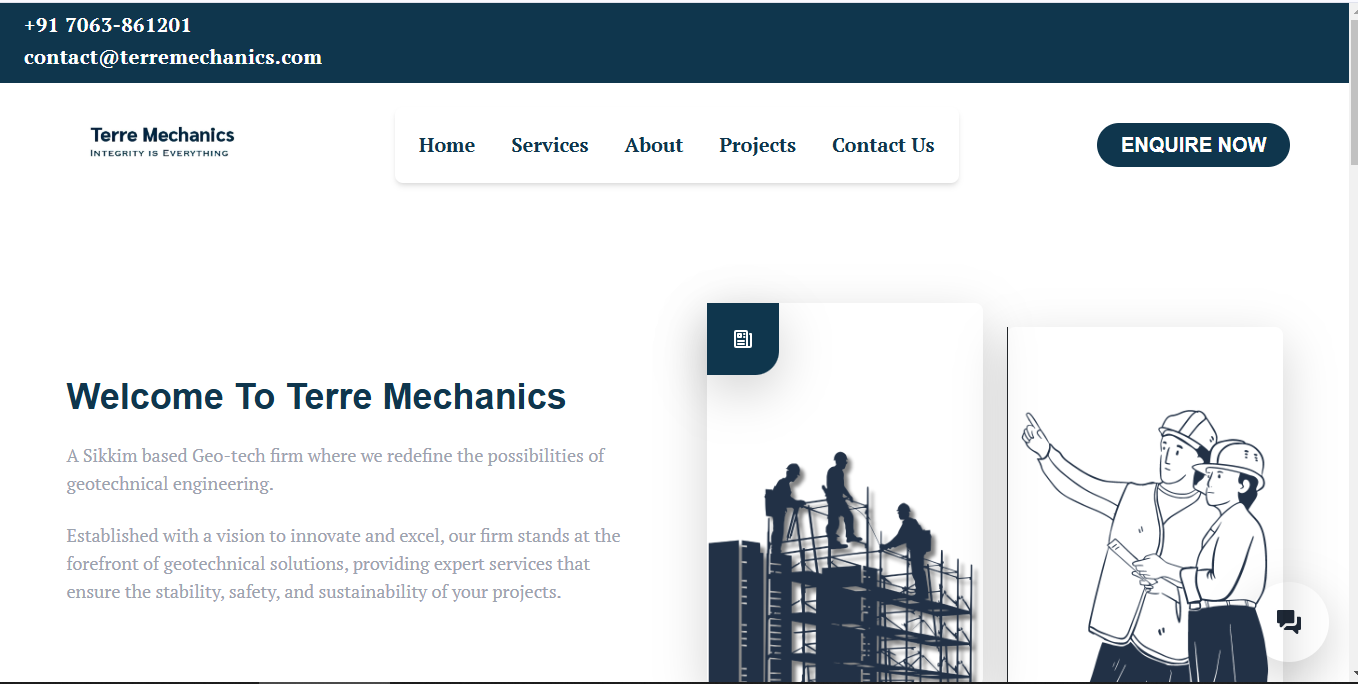 +91 7063-861201
contact@terremechanics.com
Terre Mechanics
INTEGRITY IS EVERYTHING
Home Services About Projects Contact Us
ENQUIRE NOW
Welcome To Terre Mechanics
A Sikkim based Geo-tech firm where we redefine the possibilities of
geotechnical engineering.
Established with a vision to innovate and excel, our firm stands at the
forefront of geotechnical solutions, providing expert services that
ensure the stability, safety, and sustainability of your projects.